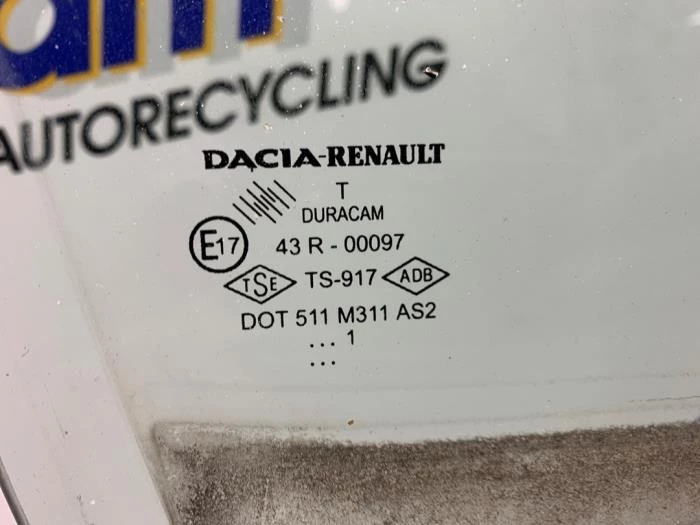 AUTORECYCLING
DACIA-RENAULT
T
DURACAM
E17 43 R - 00097
TSE TS-917 ADB
DOT 511 M311 AS2
... 1
...